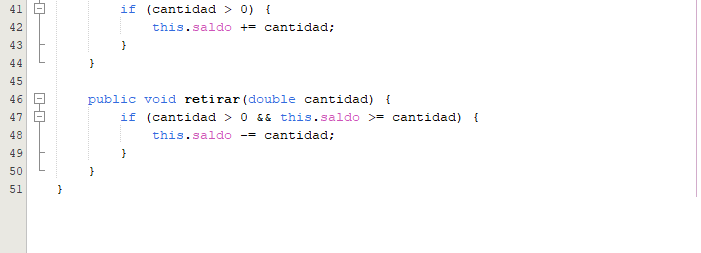 41 if (cantidad > 0) {
42 this.saldo += cantidad;
43 }
44 }
45
46 public void retirar(double cantidad) {
47 if (cantidad > 0 && this.saldo >= cantidad) {
48 this.saldo -= cantidad;
49 }
50 }
51 }